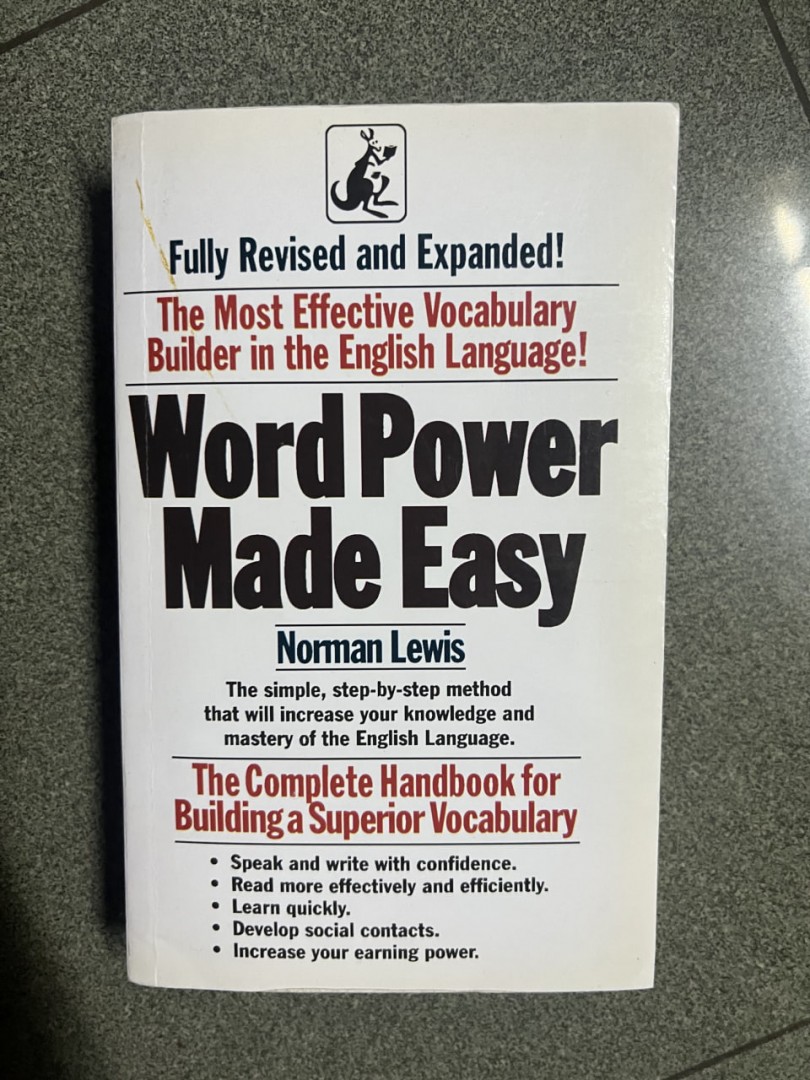 Fully Revised and Expanded!
The Most Effective Vocabulary
Builder in the English Language!
Word Power
Made Easy
Norman Lewis
The simple, step-by-step method
that will increase your knowledge and
mastery of the English Language.
The Complete Handbook for
Building a Superior Vocabulary
• Speak and write with confidence.
• Read more effectively and efficiently.
• Learn quickly.
• Develop social contacts.
• Increase your earning power.